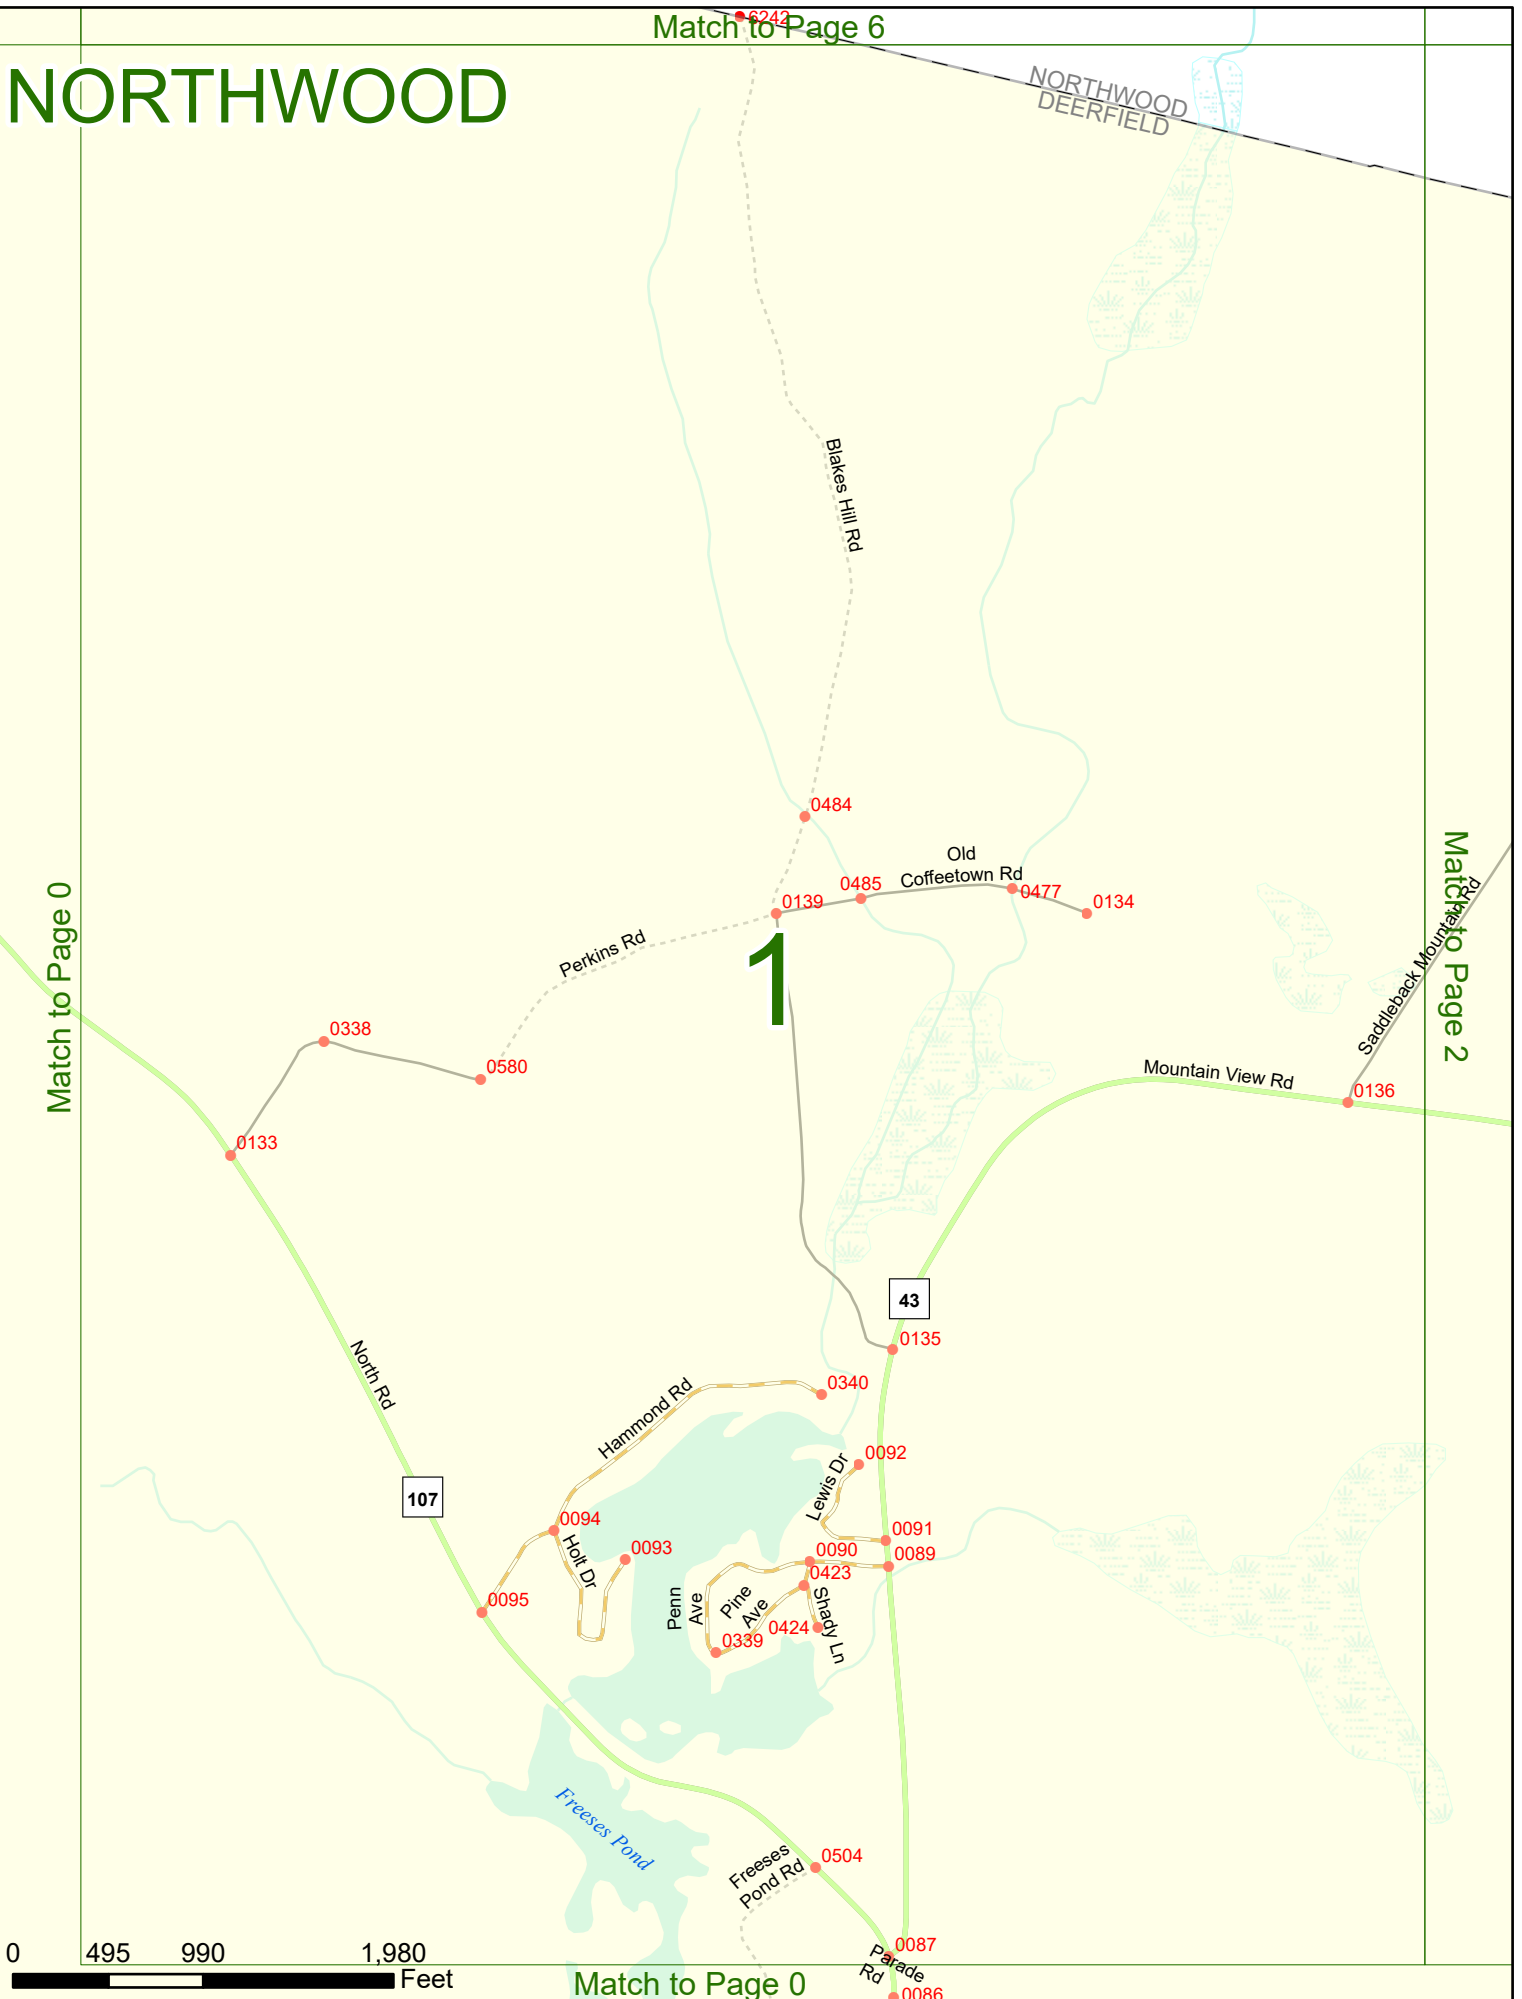 6242
Match to Page 6
NORTHWOOD
NORTHWOOD
DEERFIELD
Blakes Hill Rd
0484
Old
Coffeetown Rd
0485
0477
0139
0134
Perkins Rd
1
Match to Page 0
Match to Page 2
Saddleback Mountain Rd
0338
0580
Mountain View Rd
0136
0133
43
0135
North Rd
0340
Hammond Rd
0092
Lewis Dr
107
0094
0091
Holt Dr
0093
0090
0089
0423
Penn
Ave
Pine
Ave
Shady Ln
0095
0424
0339
Freeses Pond
Freeses
Pond Rd
0504
0087
Parade
Rd
0086
0 495 990 1,980
Feet
Match to Page 0